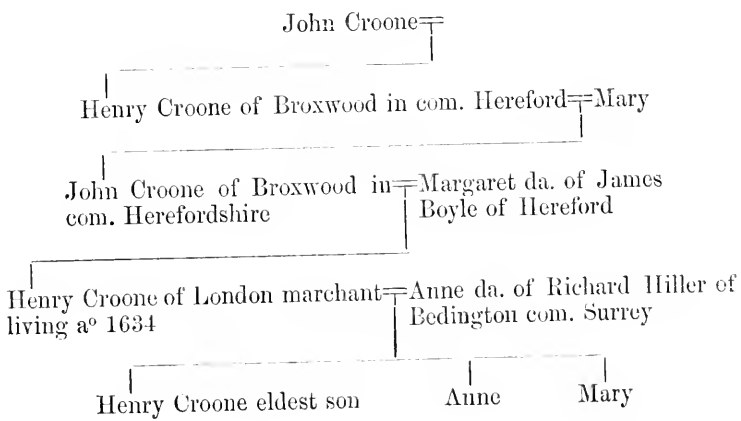 John Croone
Henry Croone of Broxwood in com. Hereford=Mary
John Croone of Broxwood in=Margaret da. of James
com. Herefordshire Boyle of Hereford
Henry Croone of London marchant=Anne da. of Richard Hiller of
living aº 1634 Bedington com. Surrey
Henry Croone eldest son Anne Mary